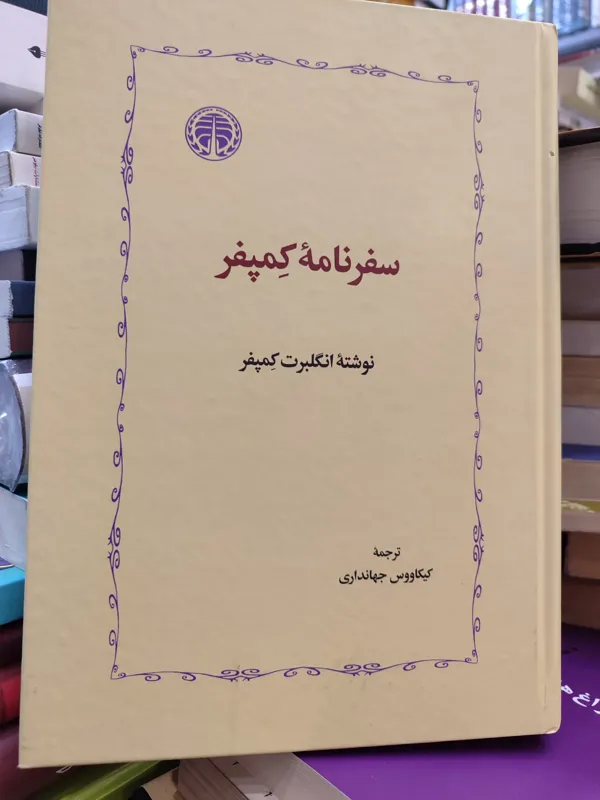 سفرنامهٔ کِمپفر
نوشتهٔ انگلبرت کِمپفر
ترجمهٔ
کیکاووس جهانداری